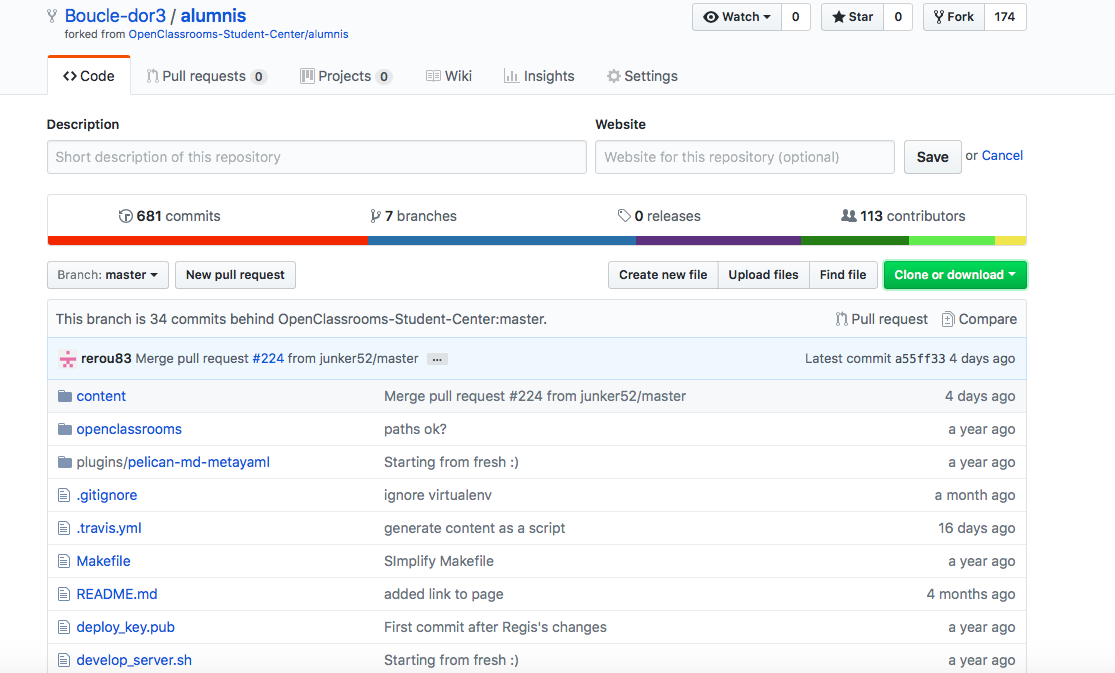 Boucle-dor3 / alumnis
Watch 0 Star 0 Fork 174
forked from OpenClassrooms-Student-Center/alumnis
<> Code Pull requests 0 Projects 0 Wiki Insights Settings
Description Website
Short description of this repository Website for this repository (optional) Save or Cancel
681 commits 7 branches 0 releases 113 contributors
Branch: master New pull request Create new file Upload files Find file Clone or download
This branch is 34 commits behind OpenClassrooms-Student-Center:master. Pull request Compare
rerou83 Merge pull request #224 from junker52/master ... Latest commit a55ff33 4 days ago
content Merge pull request #224 from junker52/master 4 days ago
openclassrooms paths ok? a year ago
plugins/pelican-md-metayaml Starting from fresh :) a year ago
.gitignore ignore virtualenv a month ago
.travis.yml generate content as a script 16 days ago
Makefile SImplify Makefile a year ago
README.md added link to page 4 months ago
deploy_key.pub First commit after Regis's changes a year ago
develop_server.sh Starting from fresh :) a year ago